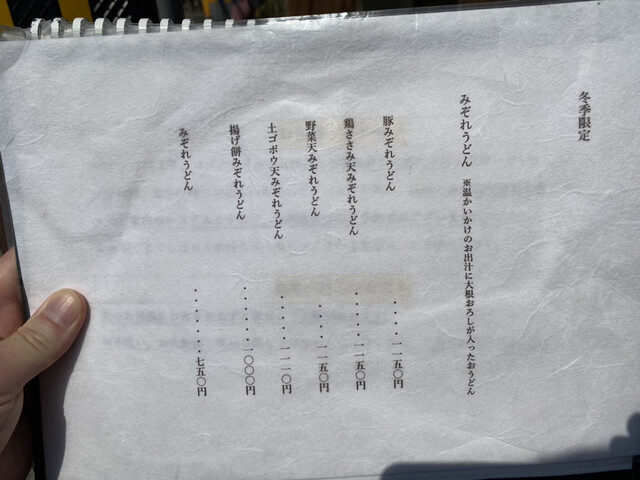 冬季限定
みぞれうどん ※温かいかけのお出汁に大根おろしが入ったおうどん
豚みぞれうどん ・・・・・一一五〇円
鶏ささみ天みぞれうどん ・・・・・一一五〇円
野菜天みぞれうどん ・・・・一一五〇円
土ゴボウ天みぞれうどん ・・・・・一一一〇円
揚げ餅みぞれうどん ・・・・・・一〇〇〇円
みぞれうどん ・・・・・・・七五〇円